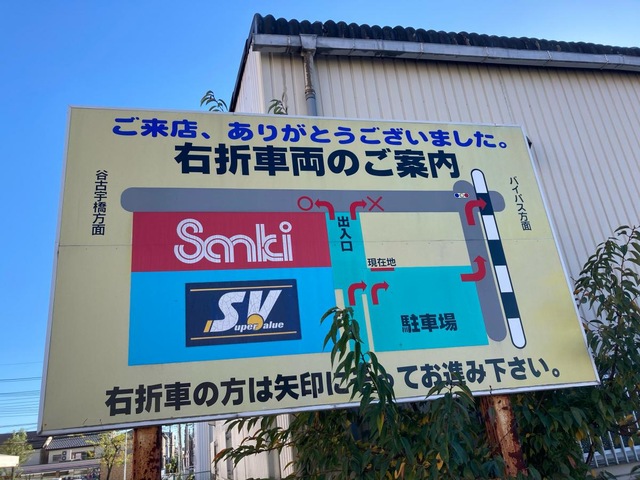 ご来店、ありがとうございました。
右折車両のご案内
谷古宇橋方面
バイパス方面
Sanki
出入口
現在地
SV
Super Value
駐車場
右折車の方は矢印に ってお進み下さい。